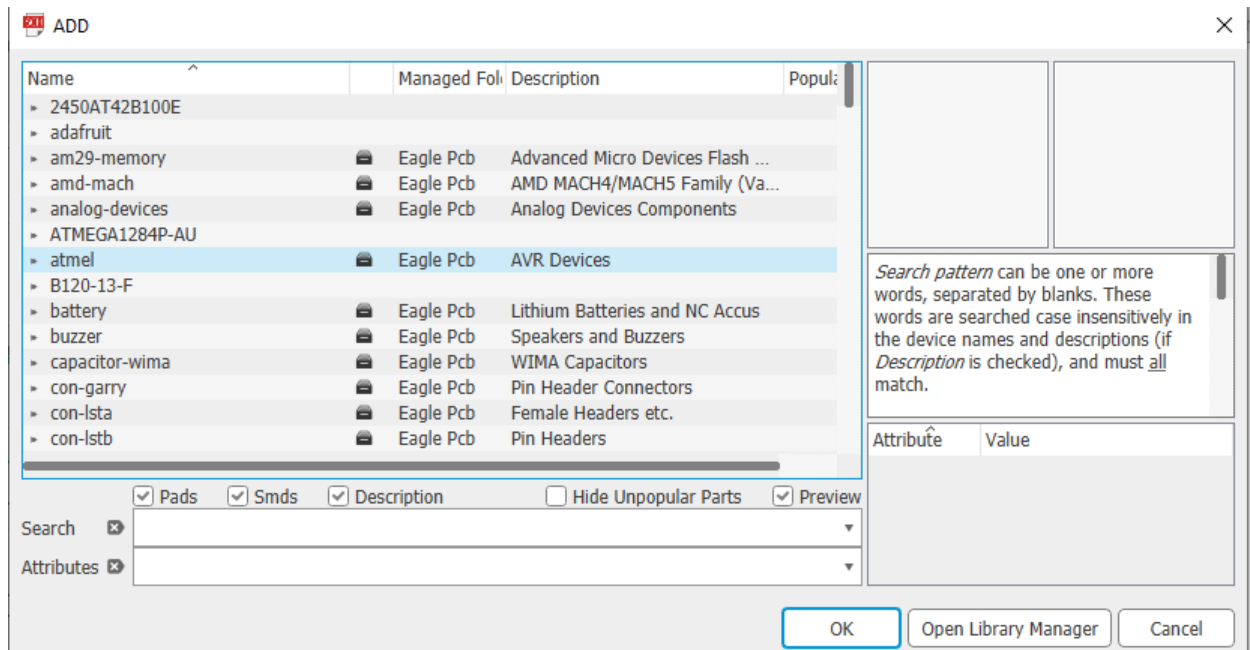 ADD
Name Managed Fol Description Popula
2450AT42B100E
adafruit
am29-memory Eagle Pcb Advanced Micro Devices Flash ...
amd-mach Eagle Pcb AMD MACH4/MACH5 Family (Va...
analog-devices Eagle Pcb Analog Devices Components
ATMEGA1284P-AU
atmel Eagle Pcb AVR Devices
B120-13-F
battery Eagle Pcb Lithium Batteries and NC Accus
buzzer Eagle Pcb Speakers and Buzzers
capacitor-wima Eagle Pcb WIMA Capacitors
con-garry Eagle Pcb Pin Header Connectors
con-lsta Eagle Pcb Female Headers etc.
con-lstb Eagle Pcb Pin Headers
Pads Smds Description Hide Unpopular Parts Preview
Search
Attributes
Search pattern can be one or more
words, separated by blanks. These
words are searched case insensitively in
the device names and descriptions (if
Description is checked), and must all
match.
Attribute Value
OK Open Library Manager Cancel